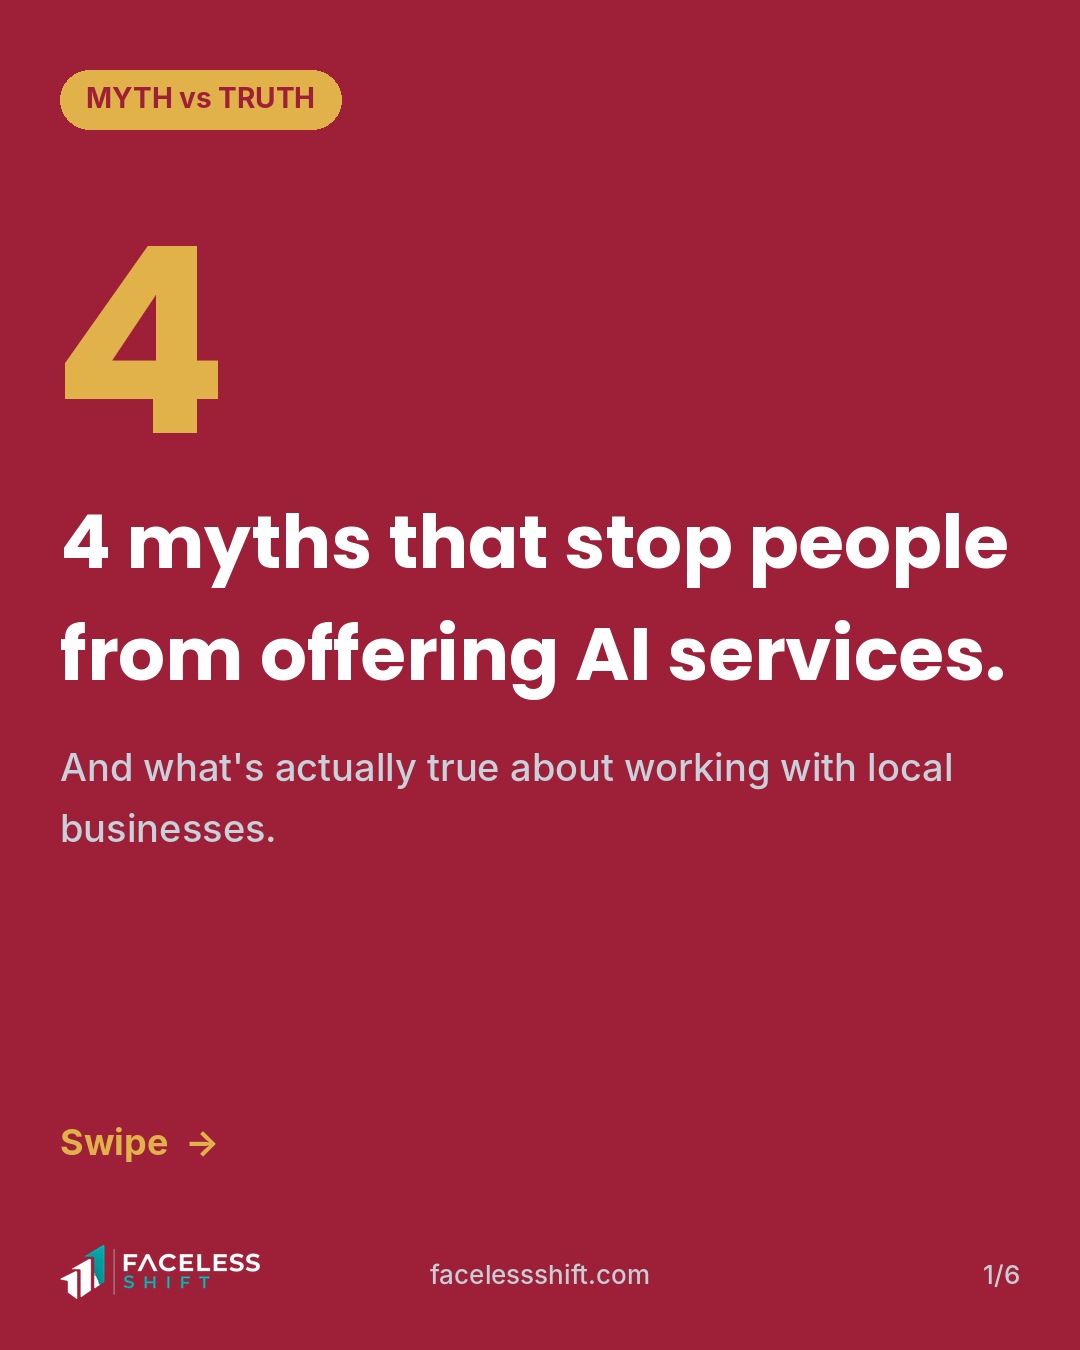 MYTH vs TRUTH
4
4 myths that stop people
from offering AI services.
And what's actually true about working with local
businesses.
Swipe →
FACELESS
SHIFT
facelessshift.com
1/6